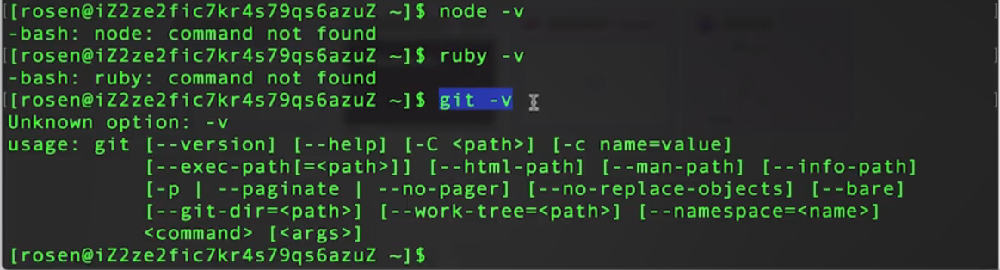 [rosen@iZ2ze2fic7kr4s79qs6azuZ ~]$ node -v
-bash: node: command not found
[rosen@iZ2ze2fic7kr4s79qs6azuZ ~]$ ruby -v
-bash: ruby: command not found
[rosen@iZ2ze2fic7kr4s79qs6azuZ ~]$ git -v
Unknown option: -v
usage: git [--version] [--help] [-C <path>] [-c name=value]
           [--exec-path[=<path>]] [--html-path] [--man-path] [--info-path]
           [-p | --paginate | --no-pager] [--no-replace-objects] [--bare]
           [--git-dir=<path>] [--work-tree=<path>] [--namespace=<name>]
           <command> [<args>]
[rosen@iZ2ze2fic7kr4s79qs6azuZ ~]$